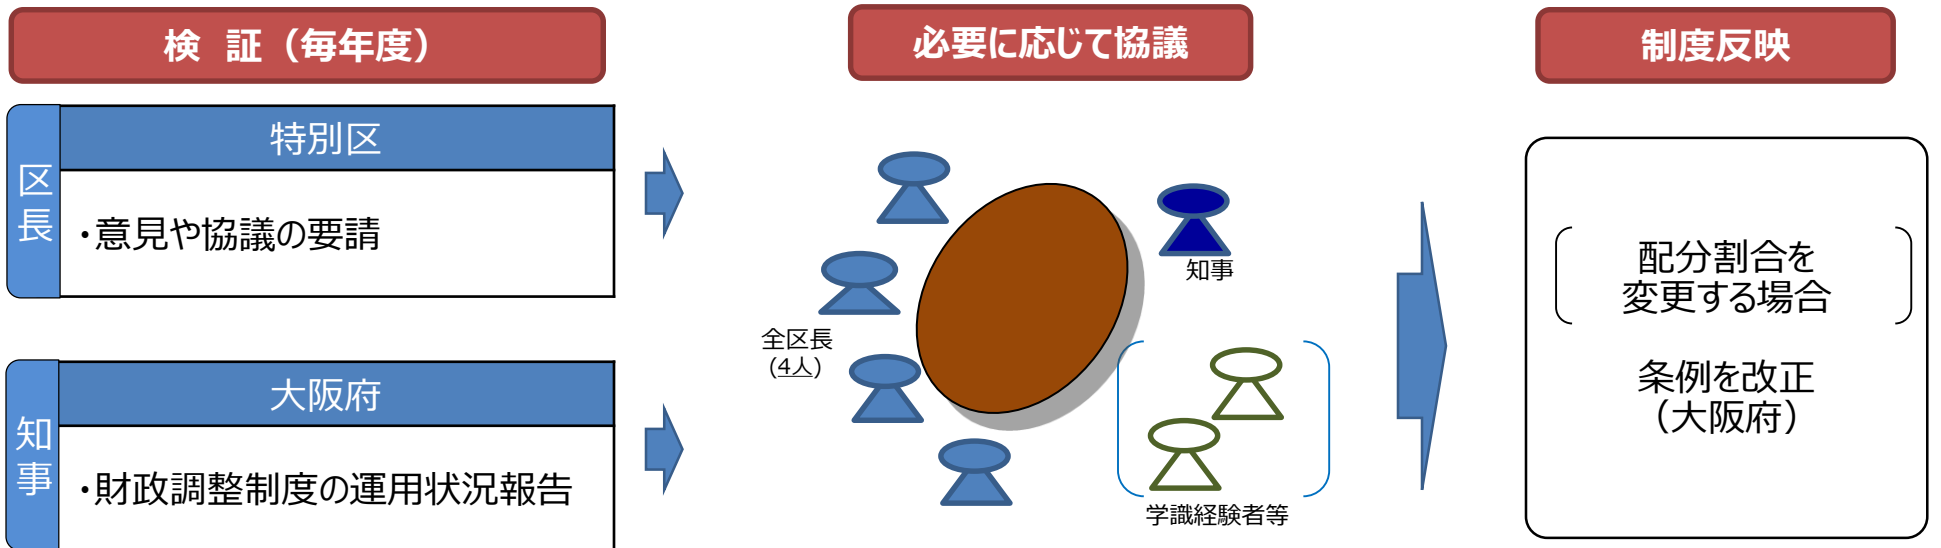 検 証（毎年度）
区長
特別区
・意見や協議の要請
知事
大阪府
・財政調整制度の運用状況報告
必要に応じて協議
知事
全区長
（4人）
学識経験者等
制度反映
配分割合を
変更する場合
条例を改正
（大阪府）